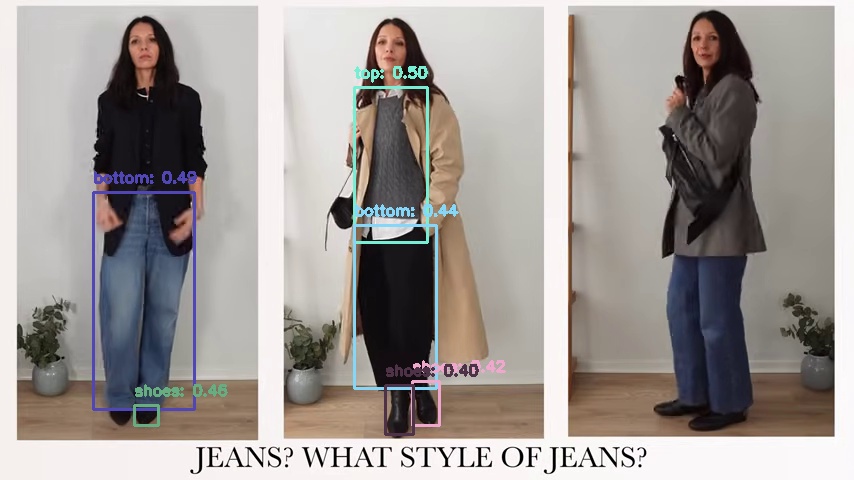 top: 0.50
bottom: 0.49
bottom: 0.44
shoes: 0.40
shoes: 0.46
JEANS? WHAT STYLE OF JEANS?